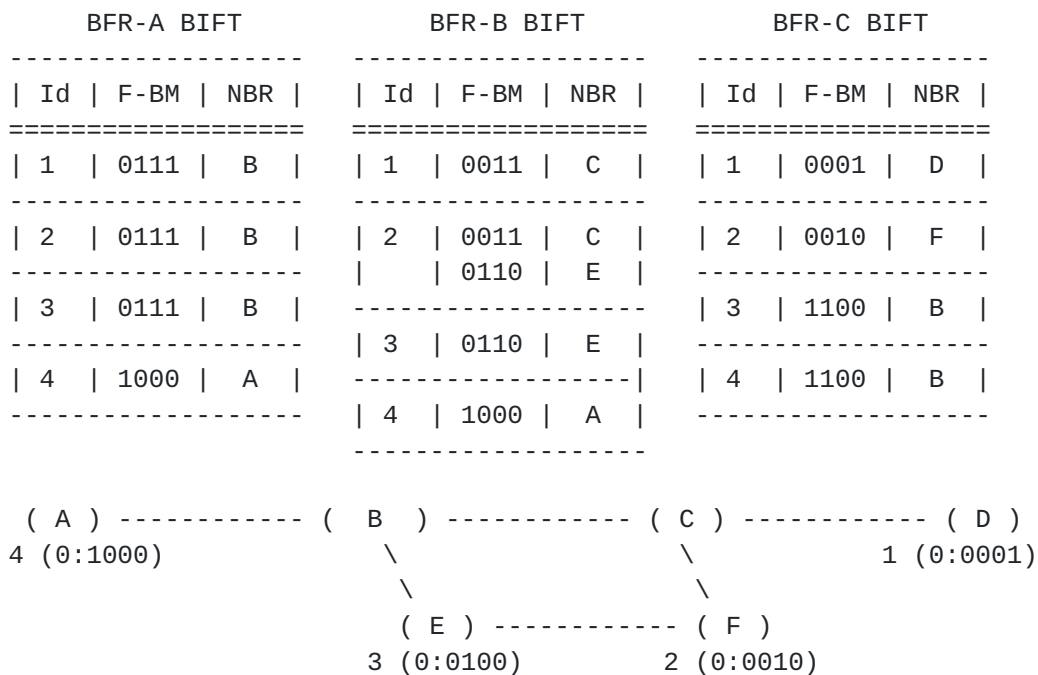 BFR-A BIFT            BFR-B BIFT            BFR-C BIFT
-------------------   -------------------   -------------------
| Id | F-BM | NBR |   | Id | F-BM | NBR |   | Id | F-BM | NBR |
===================   ===================   ===================
| 1  | 0111 |  B  |   | 1  | 0011 |  C  |   | 1  | 0001 |  D  |
-------------------   -------------------   -------------------
| 2  | 0111 |  B  |   | 2  | 0011 |  C  |   | 2  | 0010 |  F  |
-------------------   |    | 0110 |  E  |   -------------------
| 3  | 0111 |  B  |   -------------------   | 3  | 1100 |  B  |
-------------------   | 3  | 0110 |  E  |   -------------------
| 4  | 1000 |  A  |   ------------------|   | 4  | 1100 |  B  |
-------------------   | 4  | 1000 |  A  |   -------------------
                      -------------------

 ( A ) ------------ (  B  ) ------------ ( C ) ------------ ( D )
4 (0:1000)              \                  \            1 (0:0001)
                         \                  \
                         ( E ) ------------ ( F )
                       3 (0:0100)         2 (0:0010)